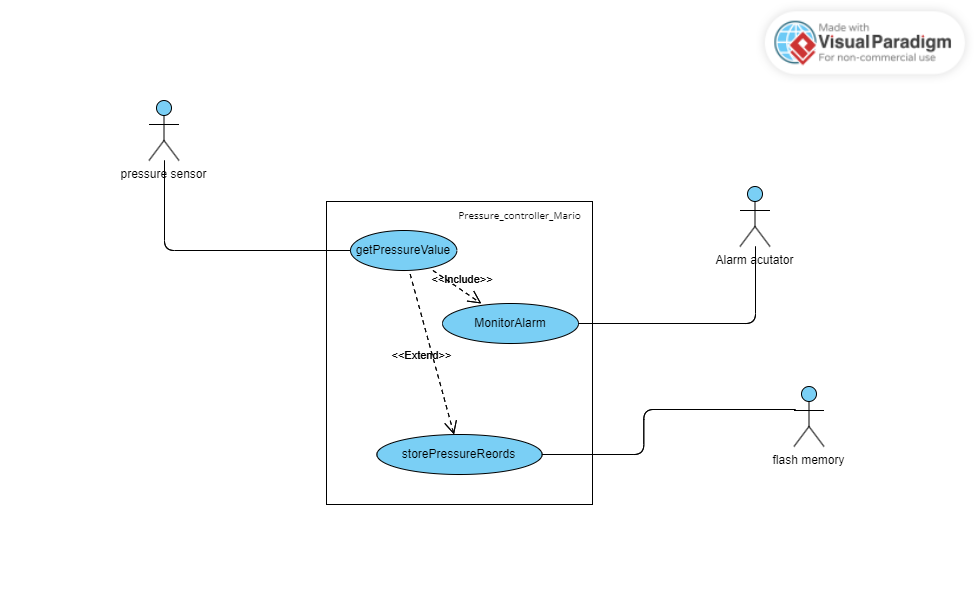 Made with
Visual Paradigm
For non-commercial use
pressure sensor
Pressure_controller_Mario
getPressureValue
Alarm acutator
<<Include>>
MonitorAlarm
<<Extend>>
storePressureReords
flash memory